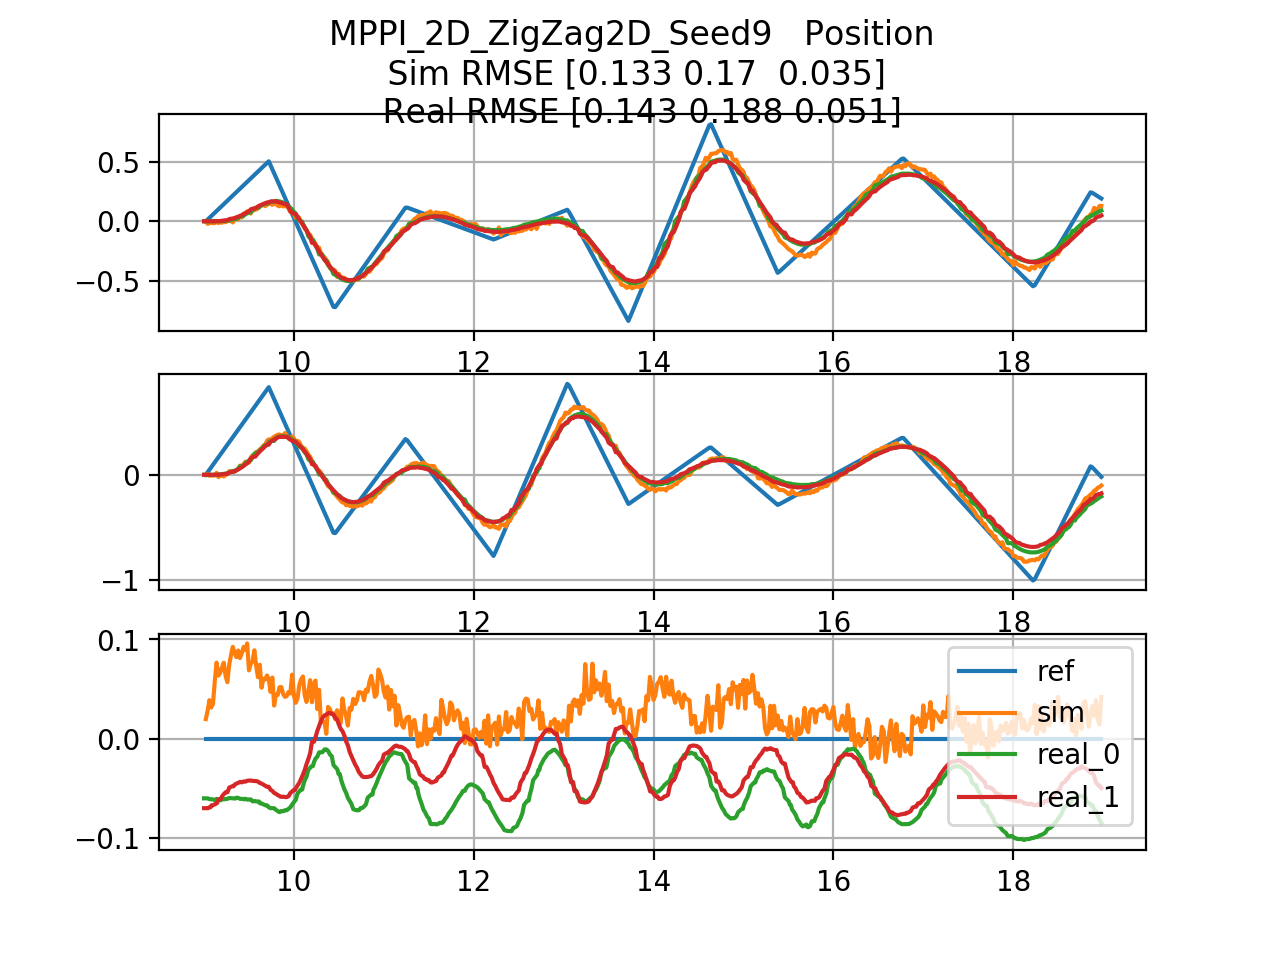 MPPI_2D_ZigZag2D_Seed9   Position
Sim RMSE [0.133 0.17  0.035]
Real RMSE [0.143 0.188 0.051]
0.5
0.0
−0.5
10 12 14 16 18
0
−1
10 12 14 16 18
0.1
0.0
−0.1
ref
sim
real_0
real_1
10 12 14 16 18